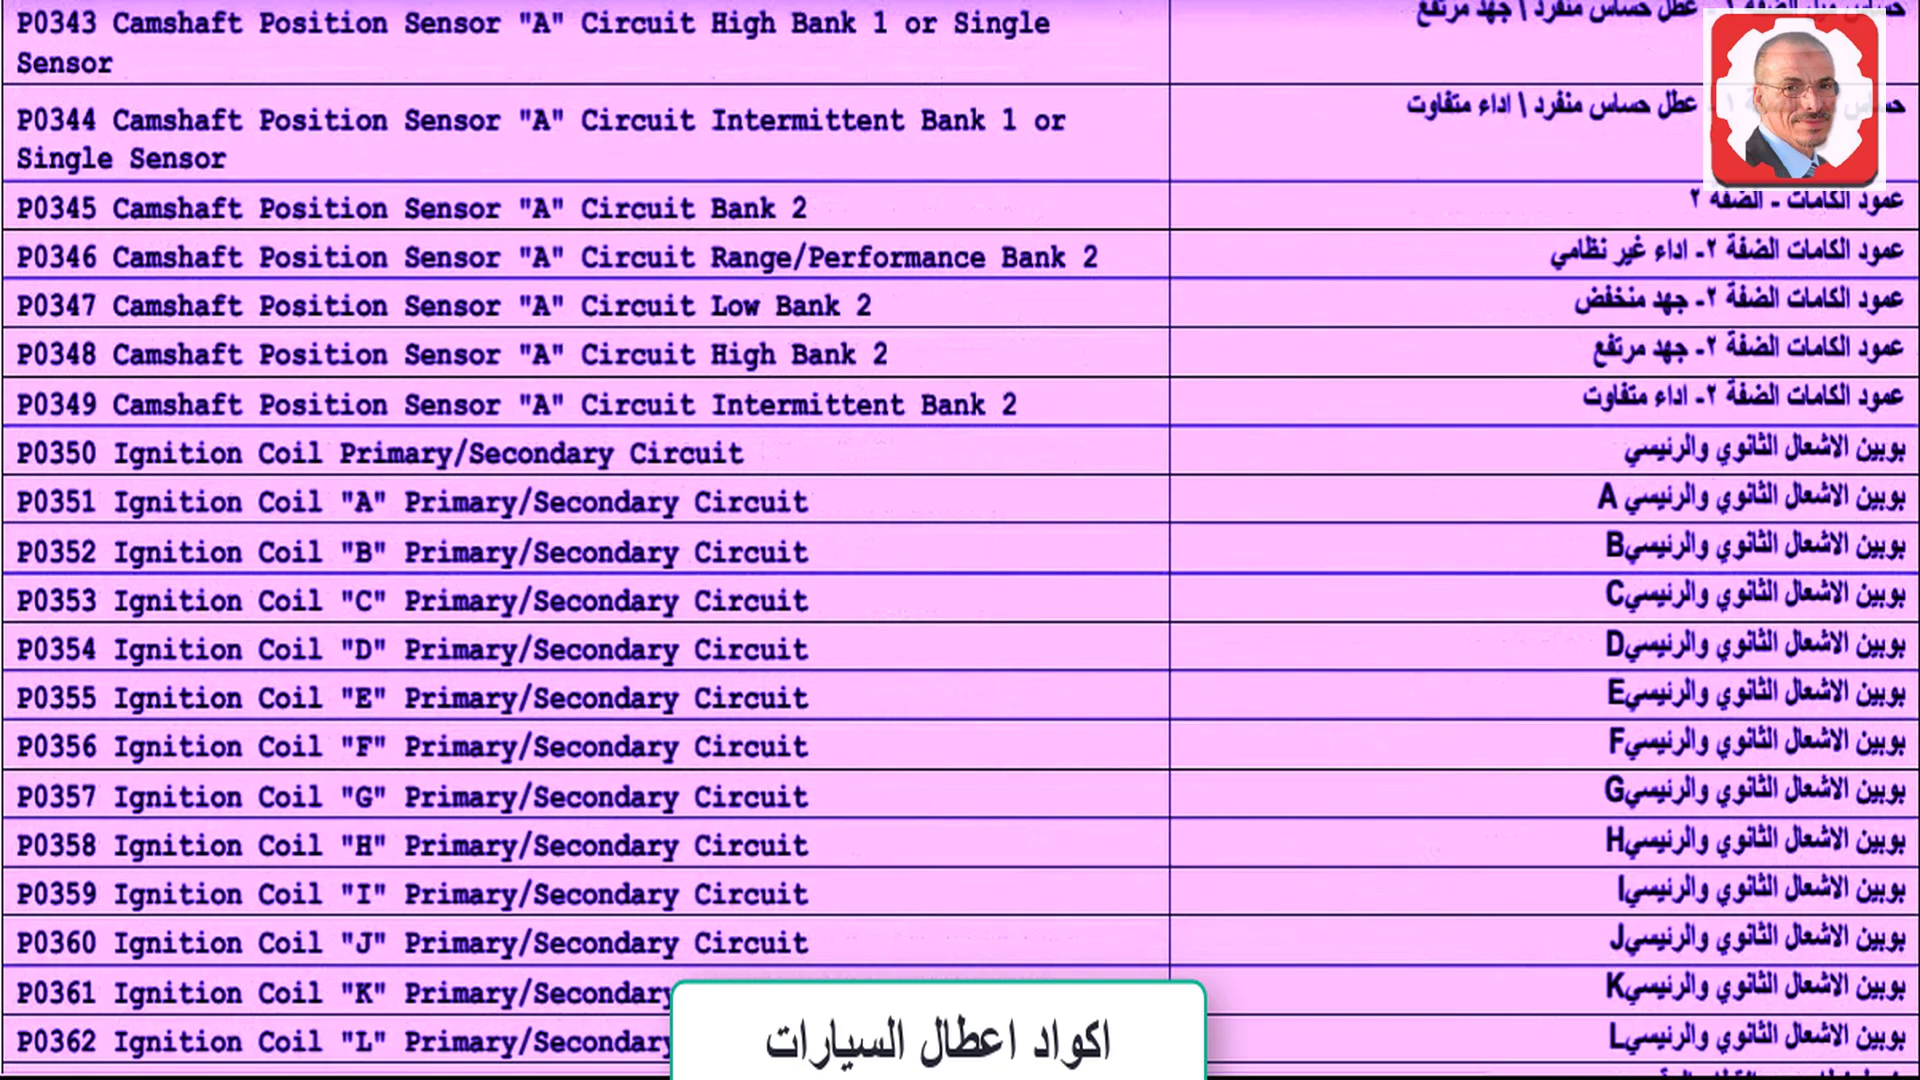 P0343 Camshaft Position Sensor "A" Circuit High Bank 1 or Single
Sensor
عطل حساس منفرد \ جهد مرتفع
P0344 Camshaft Position Sensor "A" Circuit Intermittent Bank 1 or
Single Sensor
عطل حساس منفرد \ اداء متفاوت
P0345 Camshaft Position Sensor "A" Circuit Bank 2
عمود الكامات - الضفة ٢
P0346 Camshaft Position Sensor "A" Circuit Range/Performance Bank 2
عمود الكامات الضفة ٢- اداء غير نظامي
P0347 Camshaft Position Sensor "A" Circuit Low Bank 2
عمود الكامات الضفة ٢- جهد منخفض
P0348 Camshaft Position Sensor "A" Circuit High Bank 2
عمود الكامات الضفة ٢- جهد مرتفع
P0349 Camshaft Position Sensor "A" Circuit Intermittent Bank 2
عمود الكامات الضفة ٢- اداء متفاوت
P0350 Ignition Coil Primary/Secondary Circuit
بوبين الاشعال الثانوي والرئيسي
P0351 Ignition Coil "A" Primary/Secondary Circuit
بوبين الاشعال الثانوي والرئيسي A
P0352 Ignition Coil "B" Primary/Secondary Circuit
بوبين الاشعال الثانوي والرئيسيB
P0353 Ignition Coil "C" Primary/Secondary Circuit
بوبين الاشعال الثانوي والرئيسيC
P0354 Ignition Coil "D" Primary/Secondary Circuit
بوبين الاشعال الثانوي والرئيسيD
P0355 Ignition Coil "E" Primary/Secondary Circuit
بوبين الاشعال الثانوي والرئيسيE
P0356 Ignition Coil "F" Primary/Secondary Circuit
بوبين الاشعال الثانوي والرئيسيF
P0357 Ignition Coil "G" Primary/Secondary Circuit
بوبين الاشعال الثانوي والرئيسيG
P0358 Ignition Coil "H" Primary/Secondary Circuit
بوبين الاشعال الثانوي والرئيسيH
P0359 Ignition Coil "I" Primary/Secondary Circuit
بوبين الاشعال الثانوي والرئيسيI
P0360 Ignition Coil "J" Primary/Secondary Circuit
بوبين الاشعال الثانوي والرئيسيJ
P0361 Ignition Coil "K" Primary/Secondary
بوبين الاشعال الثانوي والرئيسيK
P0362 Ignition Coil "L" Primary/Secondary
بوبين الاشعال الثانوي والرئيسيL
اكواد اعطال السيارات